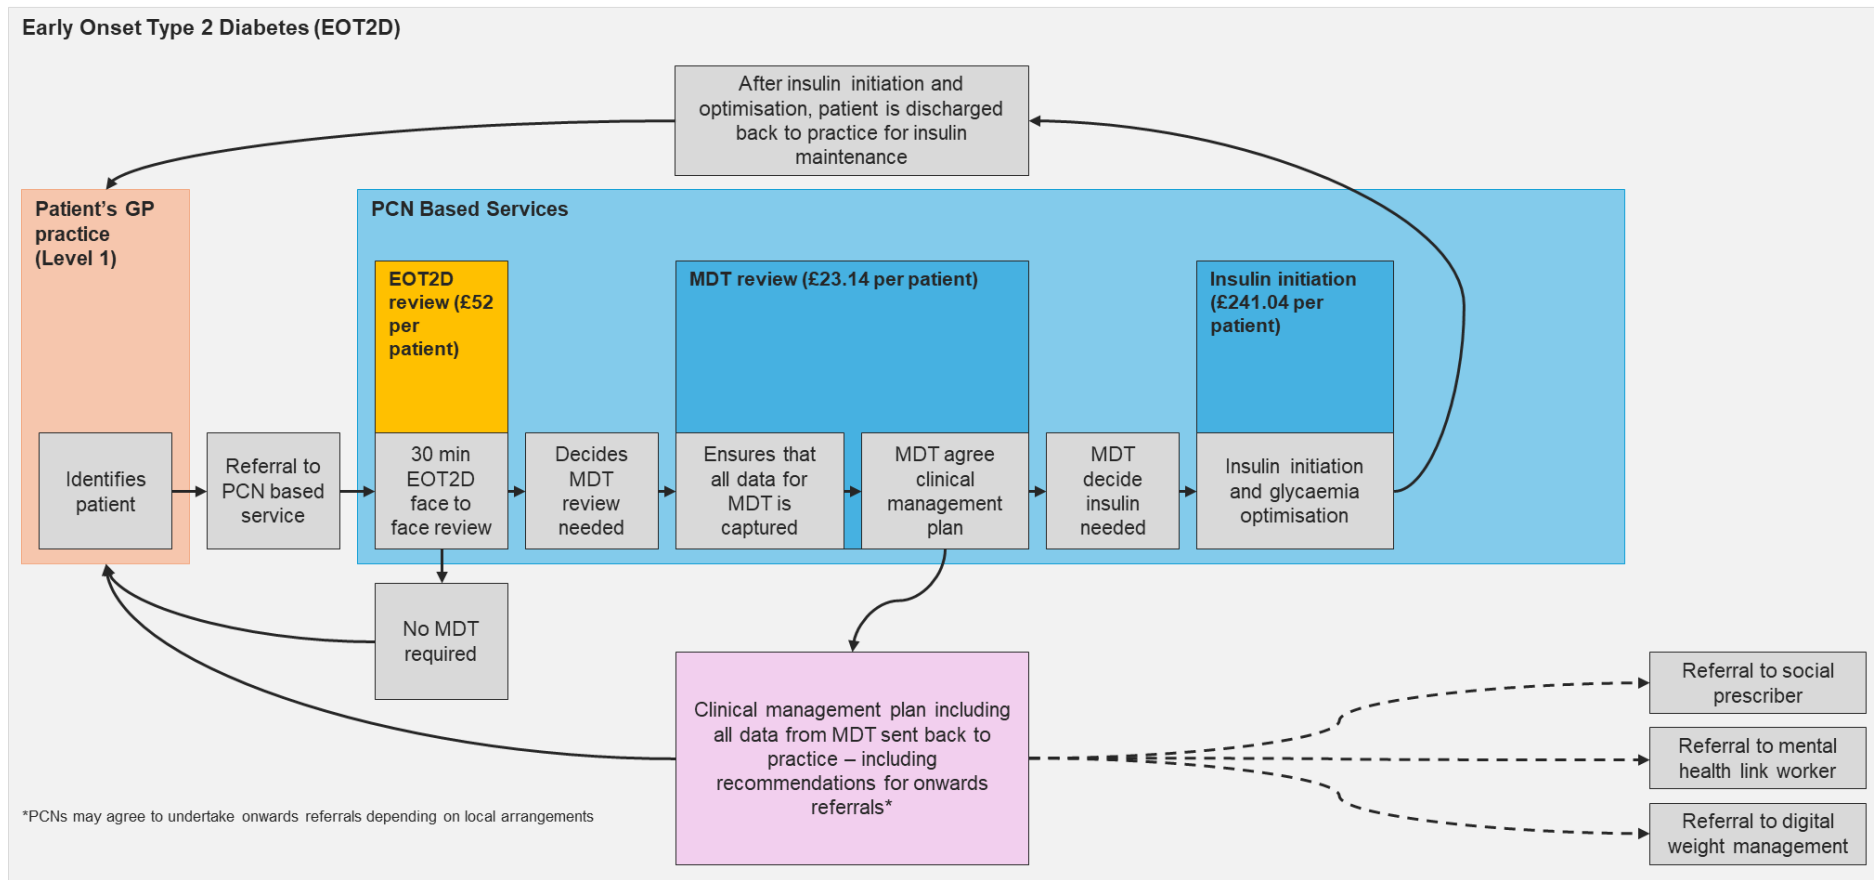 Early Onset Type 2 Diabetes (EOT2D)
After insulin initiation and
optimisation, patient is discharged
back to practice for insulin
maintenance
Patient's GP
practice
(Level 1)
PCN Based Services
EOT2D
review (£52
per
patient)
MDT review (£23.14 per patient)
Insulin initiation
(£241.04 per
patient)
Identifies
patient
Referral to
PCN based
service
30 min
EOT2D
face to
face review
Decides
MDT
review
needed
Ensures that
all data for
MDT is
captured
MDT agree
clinical
management
plan
MDT
decide
insulin
needed
Insulin initiation
and glycaemia
optimisation
No MDT
required
Clinical management plan including
all data from MDT sent back to
practice – including
recommendations for onwards
referrals*
Referral to social
prescriber
Referral to mental
health link worker
Referral to digital
weight management
*PCNs may agree to undertake onwards referrals depending on local arrangements